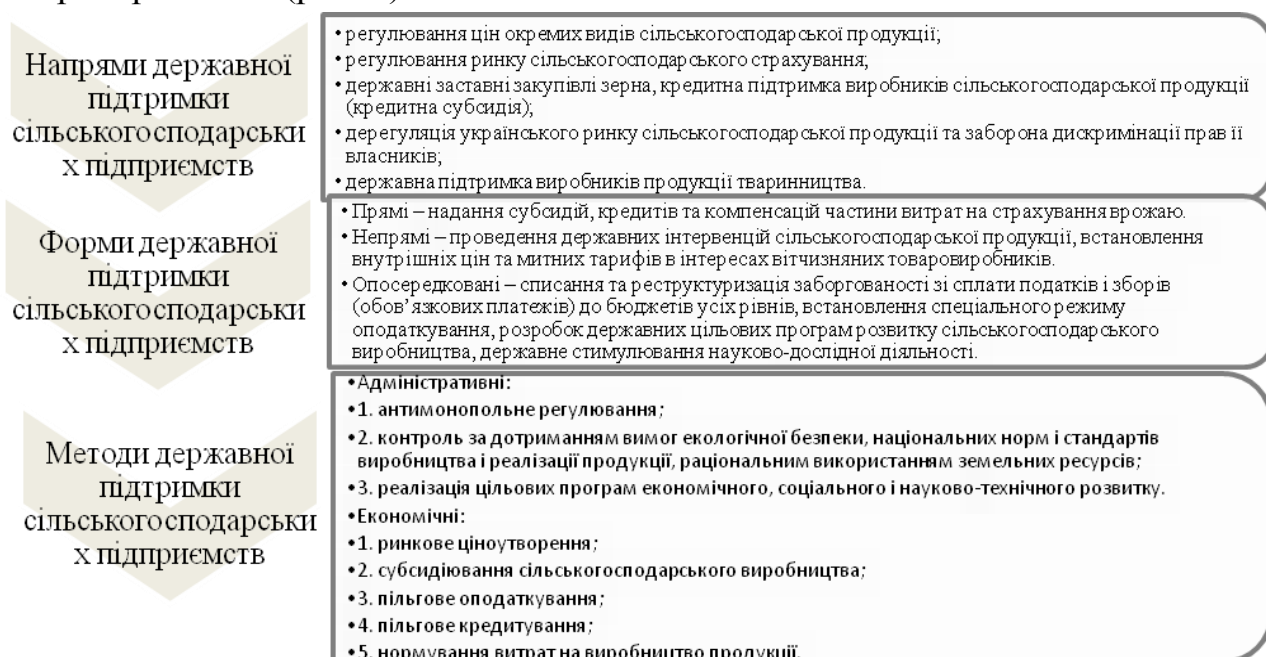 Напрями державної
підтримки
сільськогосподарськи
х підприємств
• регулювання цін окремих видів сільськогосподарської продукції;
• регулювання ринку сільськогосподарського страхування;
• державні заставні закупівлі зерна, кредитна підтримка виробників сільськогосподарської продукції
(кредитна субсидія);
• дерегуляція українського ринку сільськогосподарської продукції та заборона дискримінації прав її
власників;
• державна підтримка виробників продукції тваринництва.
Форми державної
підтримки
сільськогосподарськи
х підприємств
• Прямі – надання субсидій, кредитів та компенсацій частини витрат на страхування врожаю.
• Непрямі – проведення державних інтервенцій сільськогосподарської продукції, встановлення
внутрішніх цін та митних тарифів в інтересах вітчизняних товаровиробників.
• Опосередковані – списання та реструктуризація заборгованості зі сплати податків і зборів
(обов’язкових платежів) до бюджетів усіх рівнів, встановлення спеціального режиму
оподаткування, розробок державних цільових програм розвитку сільськогосподарського
виробництва, державне стимулювання науково-дослідної діяльності.
Методи державної
підтримки
сільськогосподарськи
х підприємств
•Адміністративні:
•1. антимонопольне регулювання;
•2. контроль за дотриманням вимог екологічної безпеки, національних норм і стандартів
виробництва і реалізації продукції, раціональним використанням земельних ресурсів;
•3. реалізація цільових програм економічного, соціального і науково-технічного розвитку.
•Економічні:
•1. ринкове ціноутворення;
•2. субсидіювання сільськогосподарського виробництва;
•3. пільгове оподаткування;
•4. пільгове кредитування;
•5. нормування витрат на виробництво продукції.